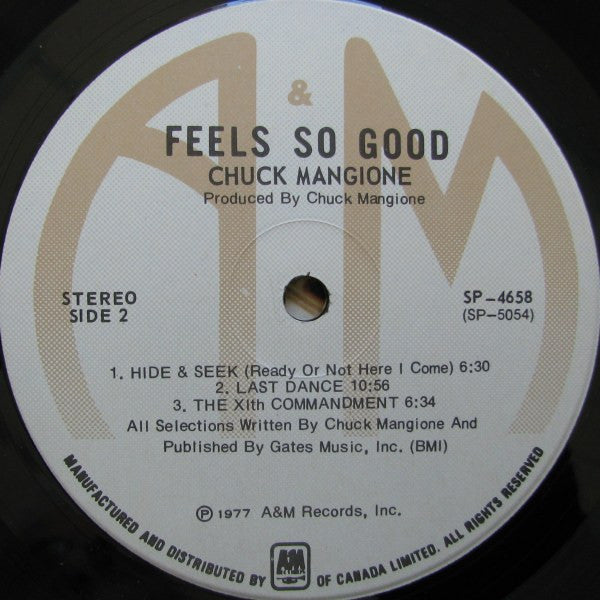 &
FEELS SO GOOD
CHUCK MANGIONE
Produced By Chuck Mangione
STEREO
SIDE 2
SP-4658
(SP-5054)
1. HIDE & SEEK (Ready Or Not Here I Come) 6:30
2. LAST DANCE 10:56
3. THE XIth COMMANDMENT 6:34
All Selections Written By Chuck Mangione And
Published By Gates Music, Inc. (BMI)
℗ 1977 A&M Records, Inc.
MANUFACTURED AND DISTRIBUTED BY A&M OF CANADA LIMITED. ALL RIGHTS RESERVED